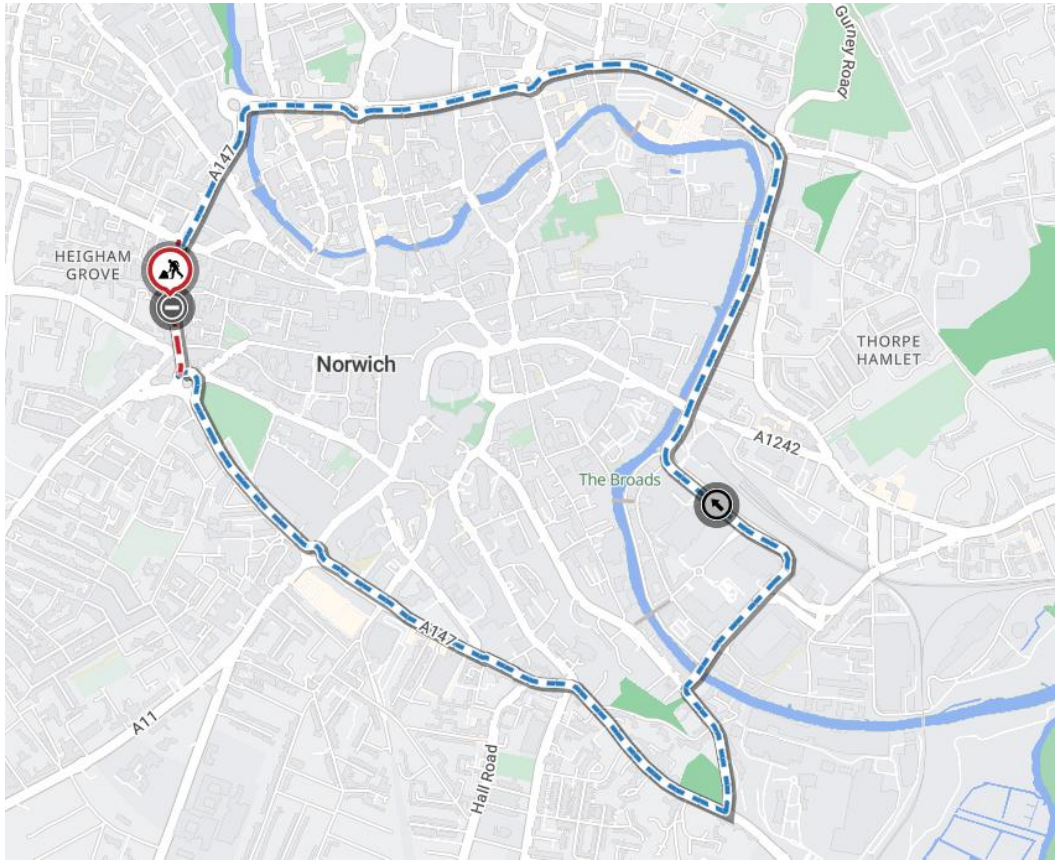 Gurney Road
A147
HEIGHAM
GROVE
Norwich
THORPE
HAMLET
A1242
The Broads
A147
A11
Hall Road